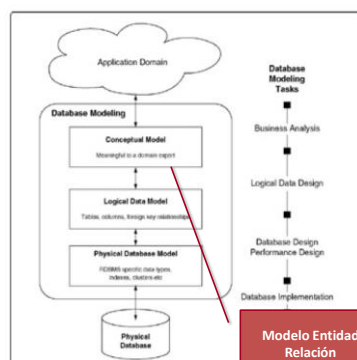 Application Domain
Database Modeling
Conceptual Model
Meaningful to a domain expert
Logical Data Model
Tables, columns, foreign key relationships
Physical Database Model
RDBMS specific data types,
indexes, clusters etc
Physical
Database
Database
Modeling
Tasks
Business Analysis
Logical Data Design
Database Design
Performance Design
Database Implementation
Modelo Entidad
Relación